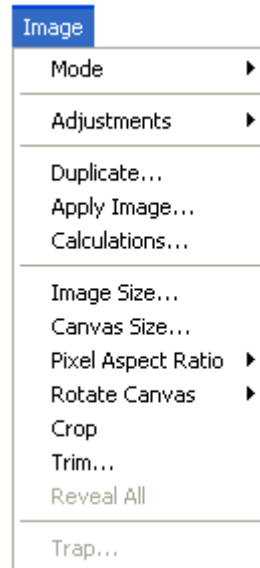 Image
Mode
Adjustments
Duplicate...
Apply Image...
Calculations...
Image Size...
Canvas Size...
Pixel Aspect Ratio
Rotate Canvas
Crop
Trim...
Reveal All
Trap...